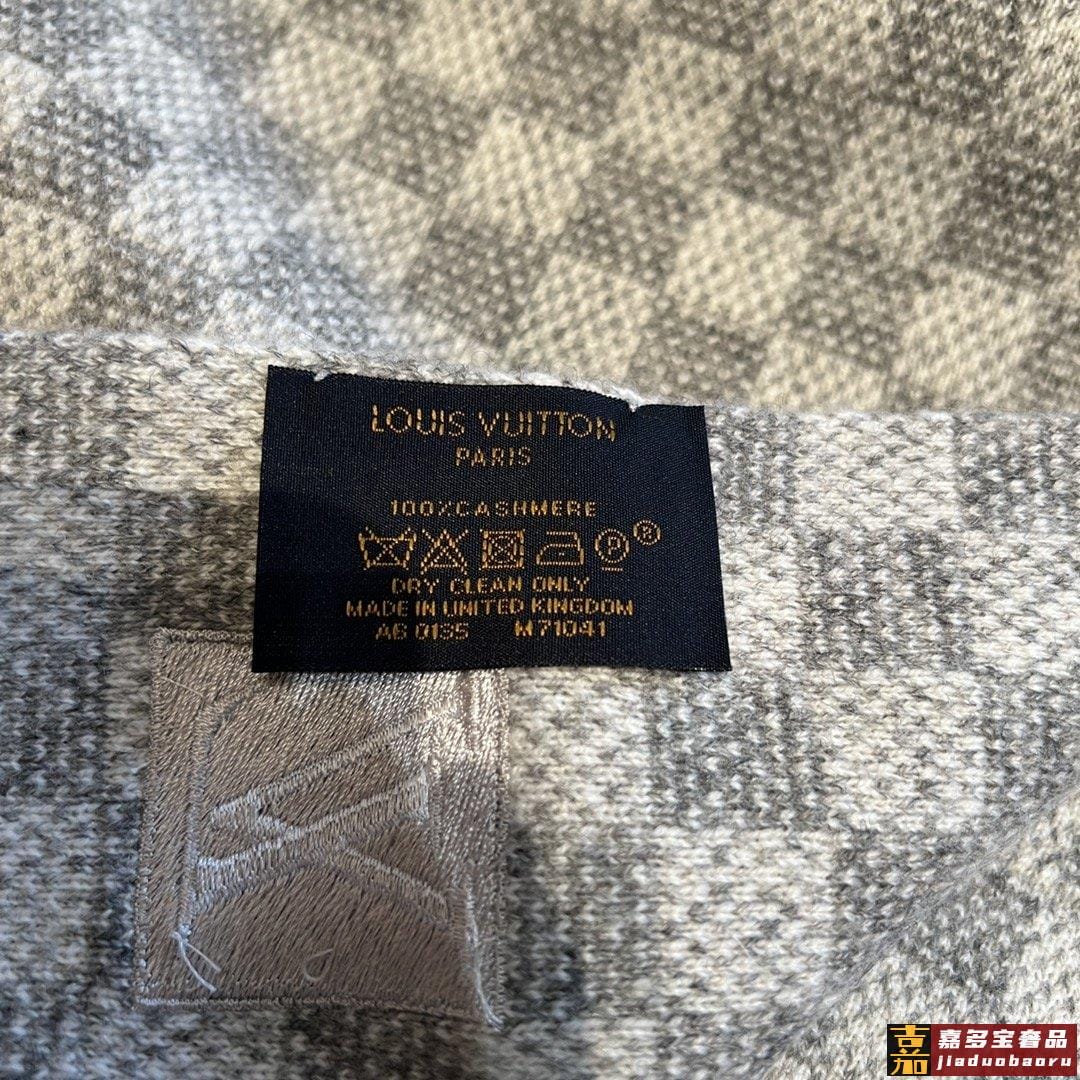 LOUIS VUITTON
PARIS
100%CASHMERE
P ®
DRY CLEAN ONLY
MADE IN UNITED KINGDOM
AB 0135 M71041
嘉多宝奢品
jiaduobaoru